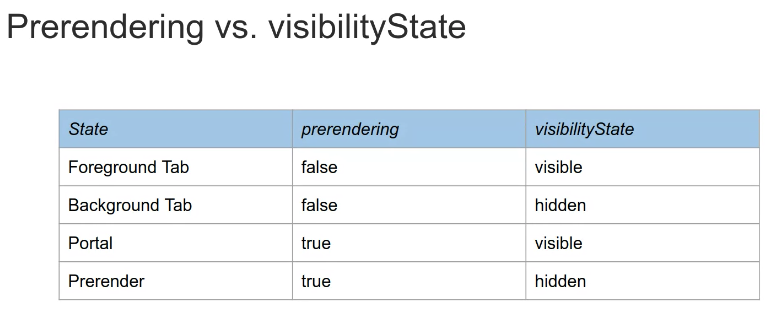 Prerendering vs. visibilityState
State prerendering visibilityState
Foreground Tab false visible
Background Tab false hidden
Portal true visible
Prerender true hidden